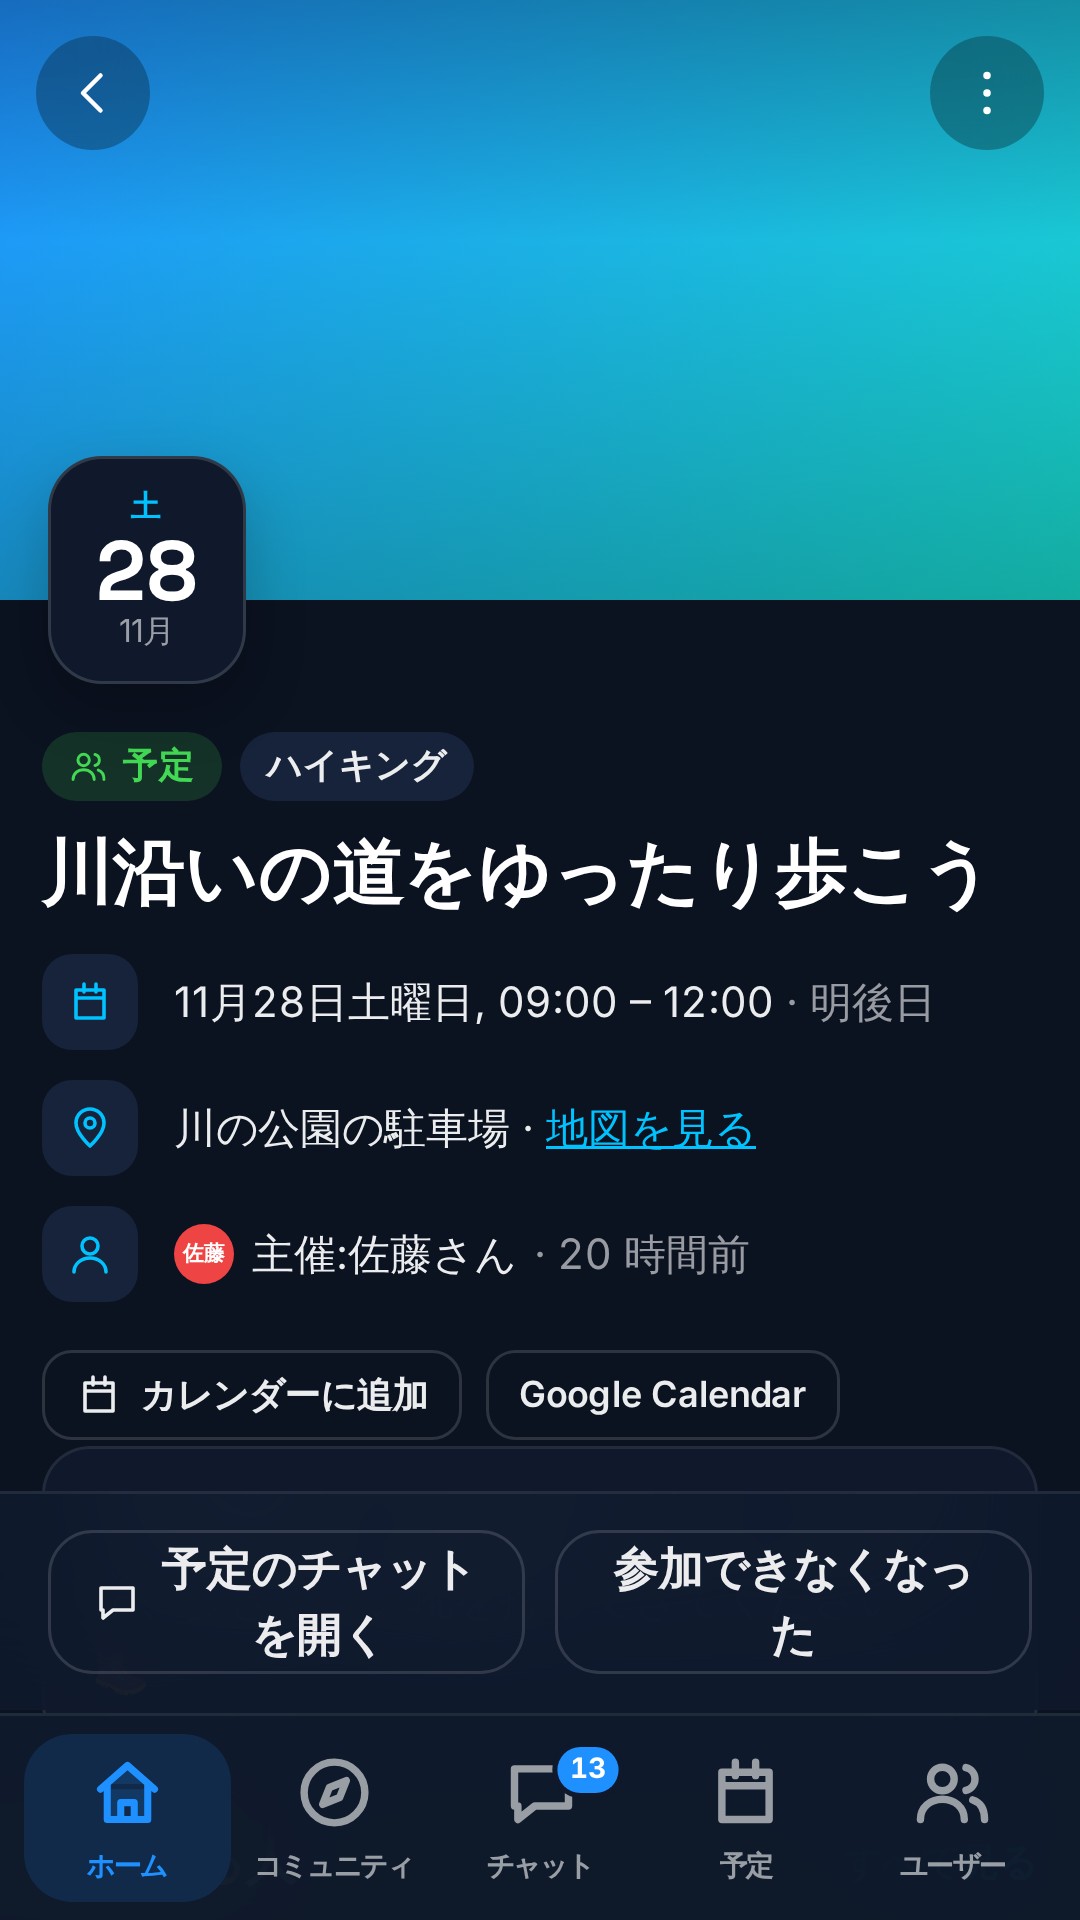 土
28
11月
予定
ハイキング
川沿いの道をゆったり歩こう
11月28日土曜日, 09:00 – 12:00 · 明後日
川の公園の駐車場 · 地図を見る
佐藤 主催:佐藤さん · 20 時間前
カレンダーに追加
Google Calendar
予定のチャット
を開く
参加できなくなっ
た
13
ホーム
コミュニティ
チャット
予定
ユーザー